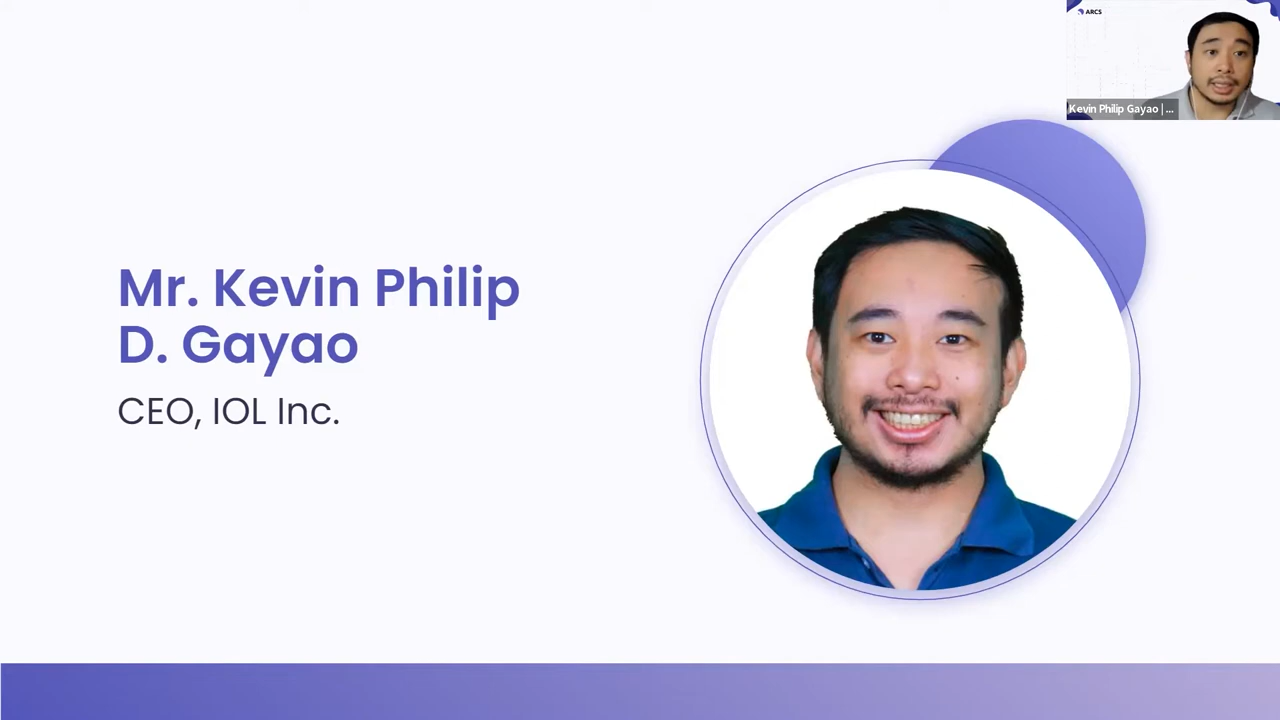 ARCS
Kevin Philip Gayao | ...
Mr. Kevin Philip
D. Gayao
CEO, IOL Inc.